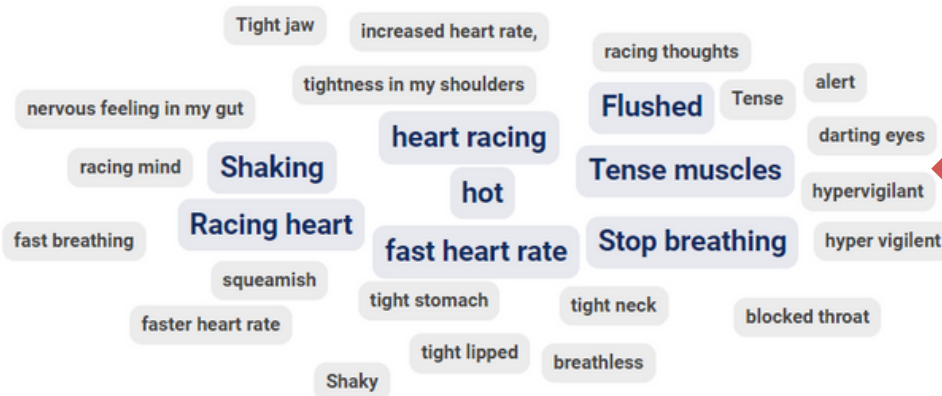 Tight jaw
increased heart rate,
racing thoughts
tightness in my shoulders
alert
nervous feeling in my gut
Flushed
Tense
heart racing
darting eyes
racing mind
Shaking
Tense muscles
hot
hypervigilant
Racing heart
fast breathing
fast heart rate
Stop breathing
hyper vigilent
squeamish
tight stomach
tight neck
faster heart rate
blocked throat
tight lipped
breathless
Shaky